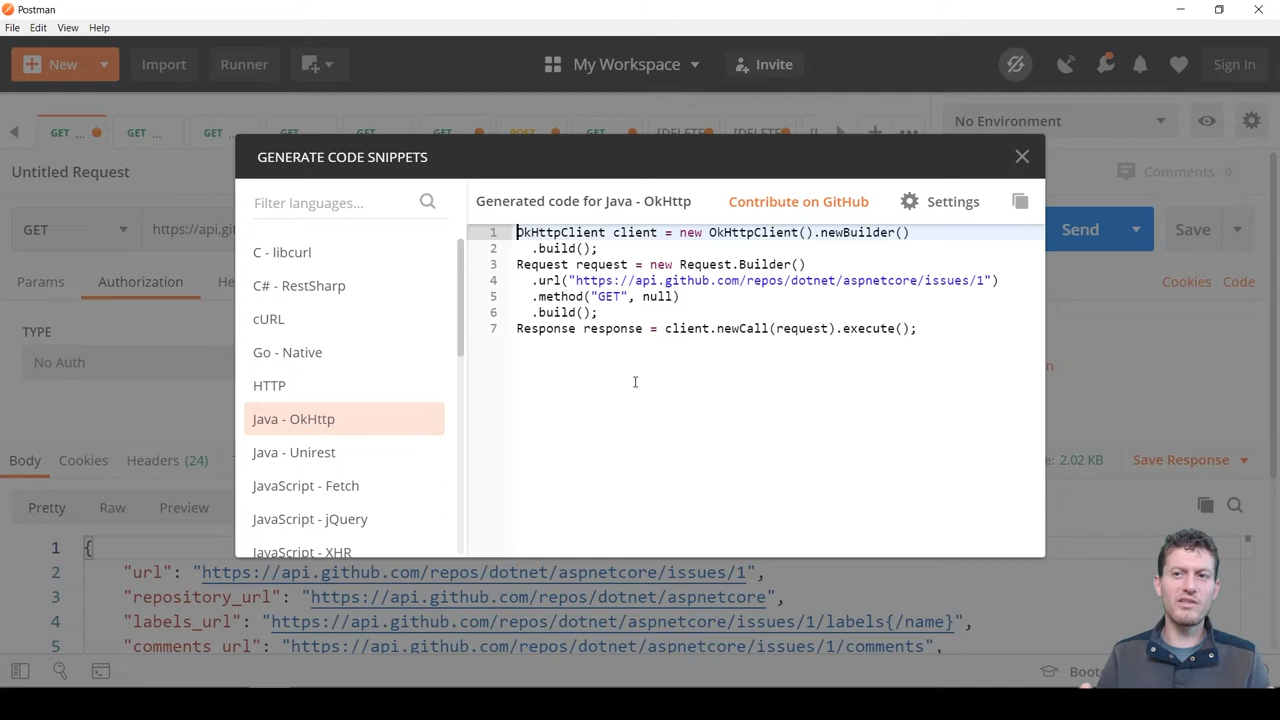 Postman
File Edit View Help
New Import Runner My Workspace Invite Sign In
GET ... GET ... GET ... GET GET GET POST GET [DELETE [DELETE No Environment
Untitled Request Comments 0
GET https://api.g Send Save
Params Authorization Cookies Code
TYPE
No Auth
GENERATE CODE SNIPPETS
Filter languages...
C - libcurl
C# - RestSharp
cURL
Go - Native
HTTP
Java - OkHttp
Java - Unirest
JavaScript - Fetch
JavaScript - jQuery
JavaScript - XHR
Generated code for Java - OkHttp Contribute on GitHub Settings
1 OkHttpClient client = new OkHttpClient().newBuilder()
2 .build();
3 Request request = new Request.Builder()
4 .url("https://api.github.com/repos/dotnet/aspnetcore/issues/1")
5 .method("GET", null)
6 .build();
7 Response response = client.newCall(request).execute();
Body Cookies Headers (24) 2.02 KB Save Response
Pretty Raw Preview
1 {
2 "url": "https://api.github.com/repos/dotnet/aspnetcore/issues/1",
3 "repository_url": "https://api.github.com/repos/dotnet/aspnetcore",
4 "labels_url": "https://api.github.com/repos/dotnet/aspnetcore/issues/1/labels{/name}",
5 "comments_url": "https://api.github.com/repos/dotnet/aspnetcore/issues/1/comments",